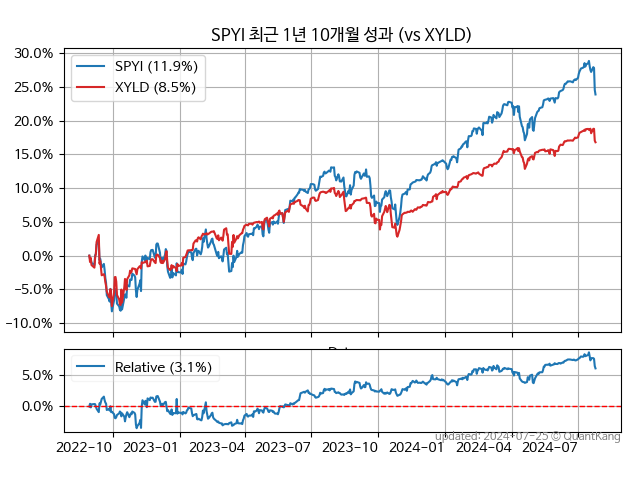 SPYI 최근 1년 10개월 성과 (vs XYLD)
30.0%
25.0%
20.0%
15.0%
10.0%
5.0%
0.0%
−5.0%
−10.0%
SPYI (11.9%)
XYLD (8.5%)
5.0%
0.0%
Relative (3.1%)
2022−10 2023−01 2023−04 2023−07 2023−10 2024−01 2024−04 2024−07
updated: 2024-07-25 © QuantKang